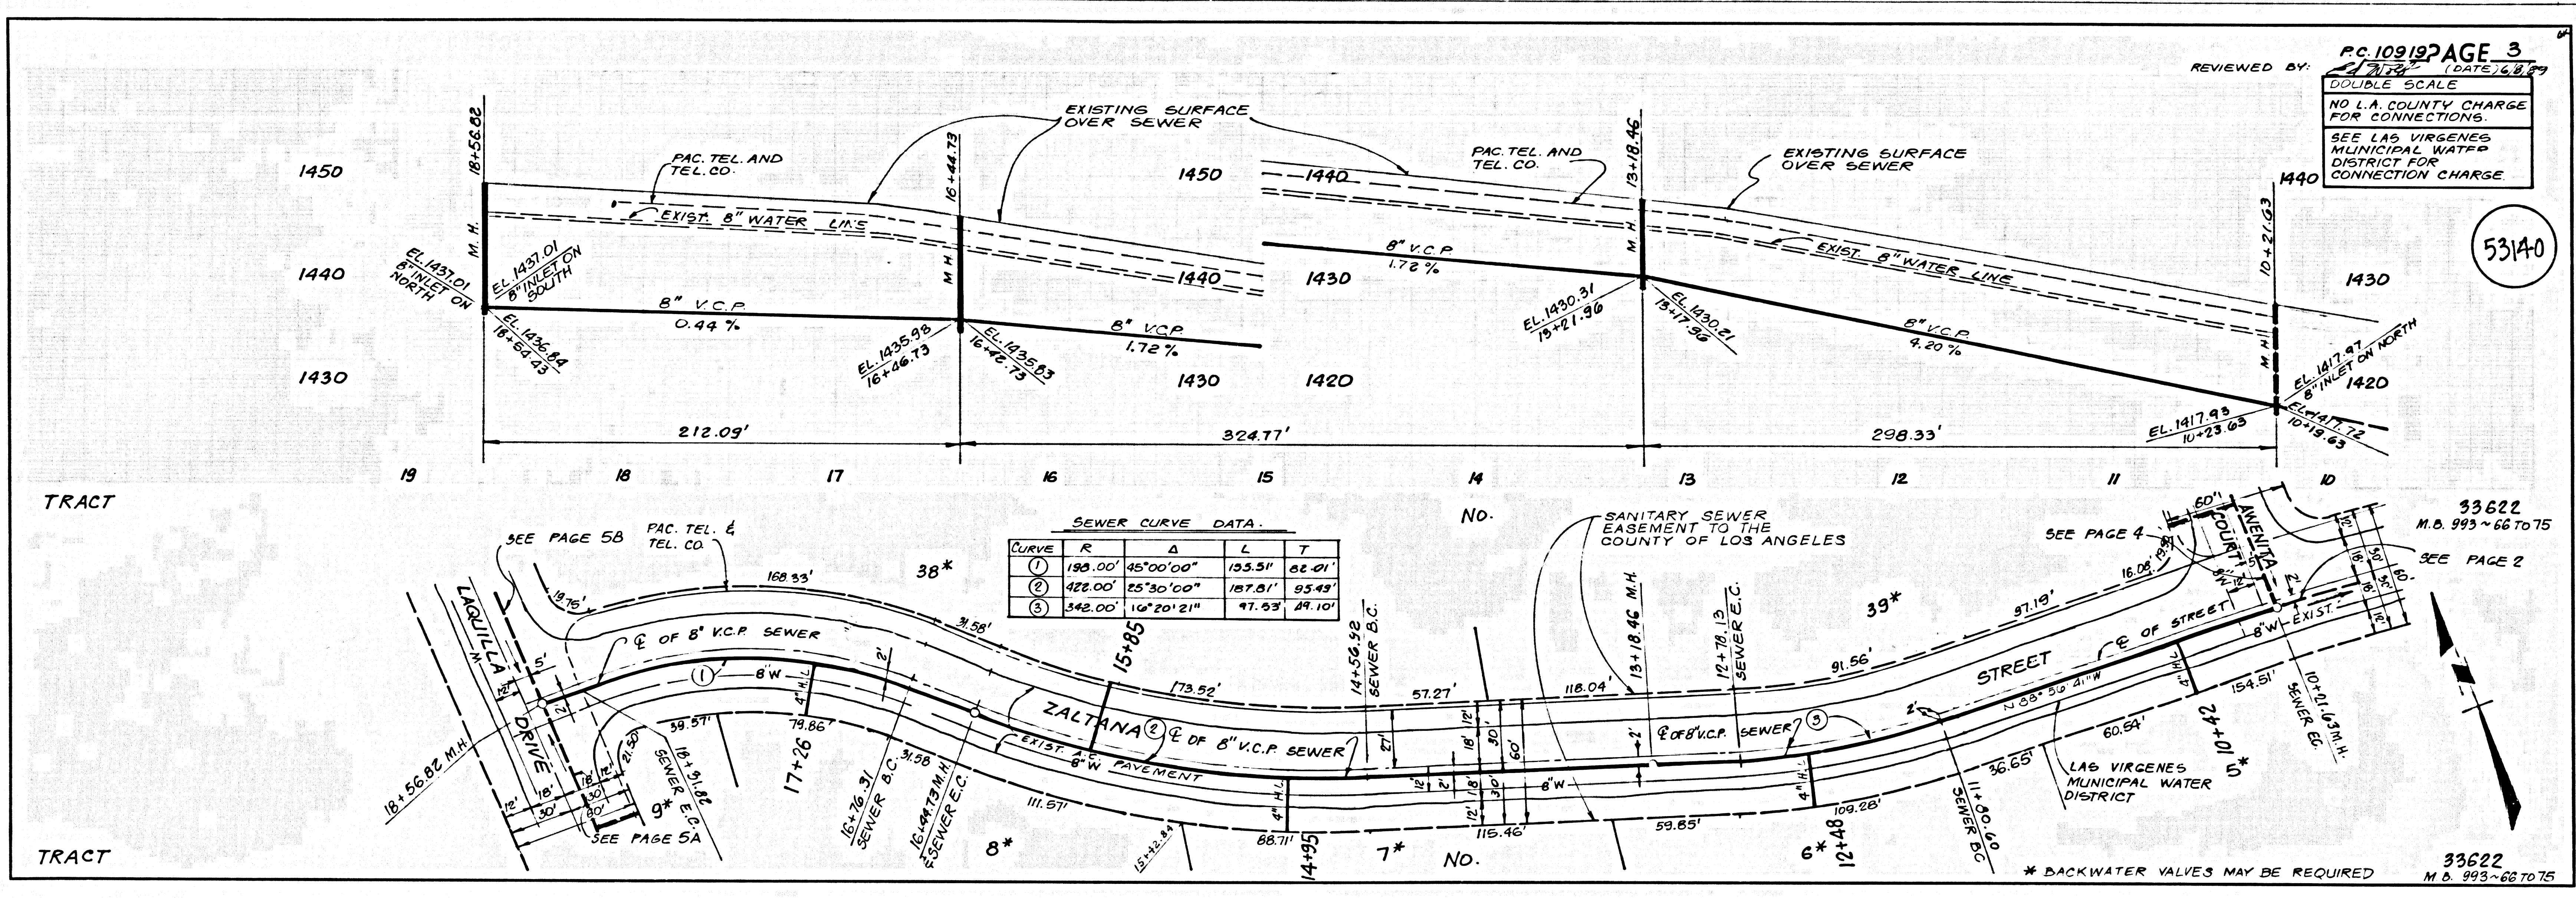 P.C. 10919 PAGE 3
REVIEWED BY:
(DATE) 6/8/89
DOUBLE SCALE
NO L.A. COUNTY CHARGE
FOR CONNECTIONS.
SEE LAS VIRGENES
MUNICIPAL WATER
DISTRICT FOR
CONNECTION CHARGE.
53140
1450
1440
1430
18+56.82
M. H.
PAC. TEL. AND
TEL. CO.
EXIST. 8" WATER LINE
EXISTING SURFACE
OVER SEWER
16+44.73
M. H.
EL. 1437.01
8" INLET ON
NORTH
EL. 1437.01
8" INLET ON
SOUTH
EL. 1436.84
18+54.43
8" V.C.P.
0.44 %
EL. 1435.98
16+46.73
EL. 1435.83
16+42.73
8" V.C.P.
1.72 %
1450
1440
1430
1440
1430
1420
PAC. TEL. AND
TEL. CO.
13+18.46
M. H.
EXISTING SURFACE
OVER SEWER
8" V.C.P.
1.72 %
EL. 1430.31
13+21.96
EL. 1430.21
13+17.96
EXIST. 8" WATER LINE
8" V.C.P.
4.20 %
10+21.63
M. H.
1440
1430
1420
EL. 1417.97
8" INLET ON NORTH
EL. 1417.93
10+23.63
EL. 1417.72
10+19.63
212.09'
324.77'
298.33'
19
18
17
16
15
14
13
12
11
10
TRACT
NO.
33622
M.B. 993~66 TO 75
SEWER CURVE DATA.
CURVE R Δ L T
1 198.00' 45°00'00" 155.51' 82.01'
2 422.00' 25°30'00" 187.81' 95.49'
3 342.00' 16°20'21" 97.53' 49.10'
SEE PAGE 5B
PAC. TEL. &
TEL. CO.
38*
SANITARY SEWER
EASEMENT TO THE
COUNTY OF LOS ANGELES
SEE PAGE 4
60'
AWENITA
COURT
SEE PAGE 2
LAQUILLA
DRIVE
19.75'
168.33'
31.58'
15+85
173.52'
14+56.92
SEWER B.C.
57.27'
118.04'
13+18.46 M.H.
12+78.13
SEWER E.C.
39*
91.56'
97.19'
16.08'
℄ OF 8" V.C.P. SEWER
1
8"W
4" H.L.
ZALTANA
2
℄ OF 8" V.C.P. SEWER
EXIST. A.C. PAVEMENT
8"W
℄ OF 8" V.C.P. SEWER
3
STREET
℄ OF STREET
8"W
EXIST.
N 88° 56' 41" W
4" H.L.
18+56.82 M.H.
18+31.82
SEWER E.C.
39.57'
21.50'
79.86'
17+26
16+76.31
SEWER B.C.
31.58
16+44.73 M.H.
& SEWER E.C.
111.57'
15+42.84
88.71'
4" H.L.
14+95
115.46'
8"W
59.85'
4" H.L.
109.28'
12+48
11+80.60
SEWER BC
36.65'
60.54'
154.51'
10+42
10+21.63 M.H.
SEWER EC.
LAS VIRGENES
MUNICIPAL WATER
DISTRICT
9*
8*
7*
6*
5*
SEE PAGE 5A
TRACT
NO.
* BACKWATER VALVES MAY BE REQUIRED
33622
M.B. 993~66 TO 75